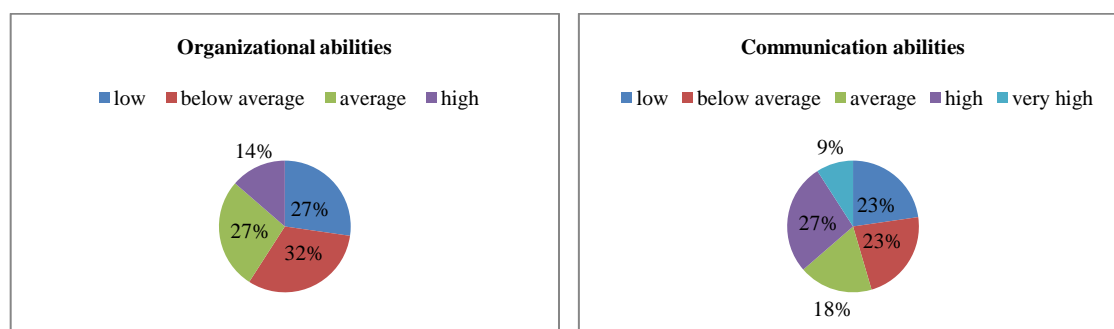 Organizational abilities
low below average average high
14%
27%
27%
32%
Communication abilities
low below average average high very high
9%
23%
27%
23%
18%